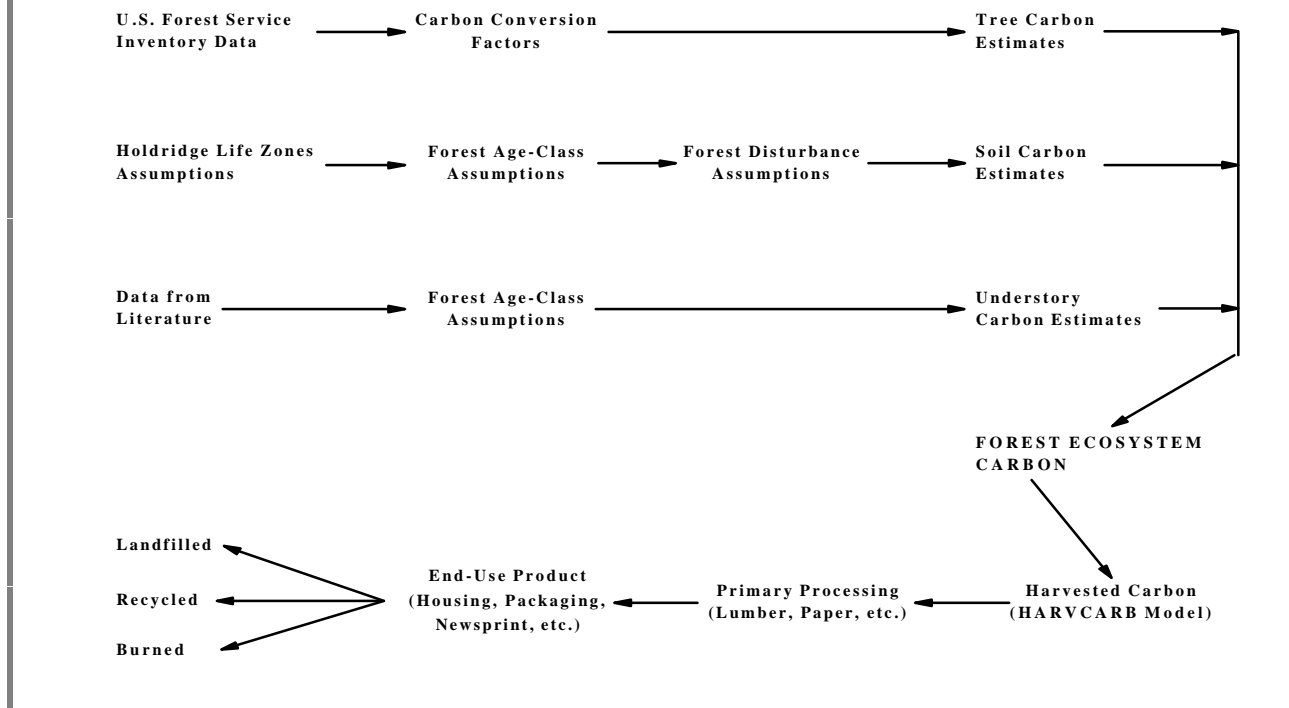 U.S. Forest Service
Inventory Data
Carbon Conversion
Factors
Tree Carbon
Estimates
Holdridge Life Zones
Assumptions
Forest Age-Class
Assumptions
Forest Disturbance
Assumptions
Soil Carbon
Estimates
Data from
Literature
Forest Age-Class
Assumptions
Understory
Carbon Estimates
FOREST ECOSYSTEM
CARBON
Harvested Carbon
(HARVCARB Model)
Primary Processing
(Lumber, Paper, etc.)
End-Use Product
(Housing, Packaging,
Newsprint, etc.)
Landfilled
Recycled
Burned